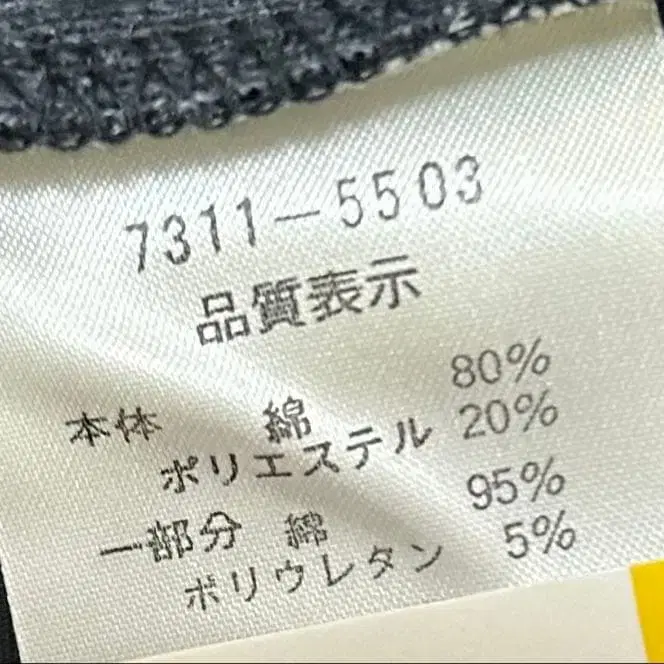 7311-5503
品質表示
本体 綿 80%
ポリエステル 20%
一部分 綿 95%
ポリウレタン 5%